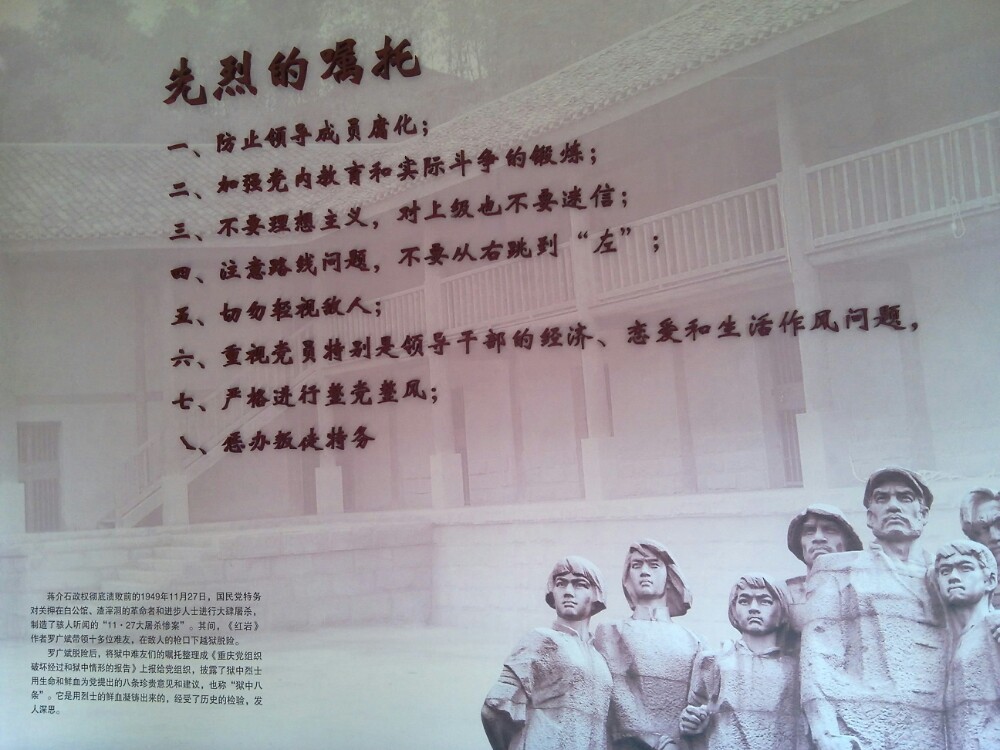 先烈的嘱托
一、防止领导成员腐化；
二、加强党内教育和实际斗争的锻炼；
三、不要理想主义，对上级也不要迷信；
四、注意路线问题，不要从右跳到“左”；
五、切勿轻视敌人；
六、重视党员特别是领导干部的经济、恋爱和生活作风问题，
七、严格进行整党整风；
、惩办叛徒特务
蒋介石政权彻底溃败前的1949年11月27日，国民党特务
对关押在白公馆、渣滓洞的革命者和进步人士进行大肆屠杀，
制造了骇人听闻的“11·27大屠杀惨案”。其间，《红岩》
作者罗广斌带领十多位难友，在敌人的枪口下越狱脱险。
罗广斌脱险后，将狱中难友们的嘱托整理成《重庆党组织
破坏经过和狱中情形的报告》上报给党组织，披露了狱中烈士
用生命和鲜血为党提出的八条珍贵意见和建议，也称“狱中八
条”。它是用烈士的鲜血凝铸出来的，经受了历史的检验，发
人深思。